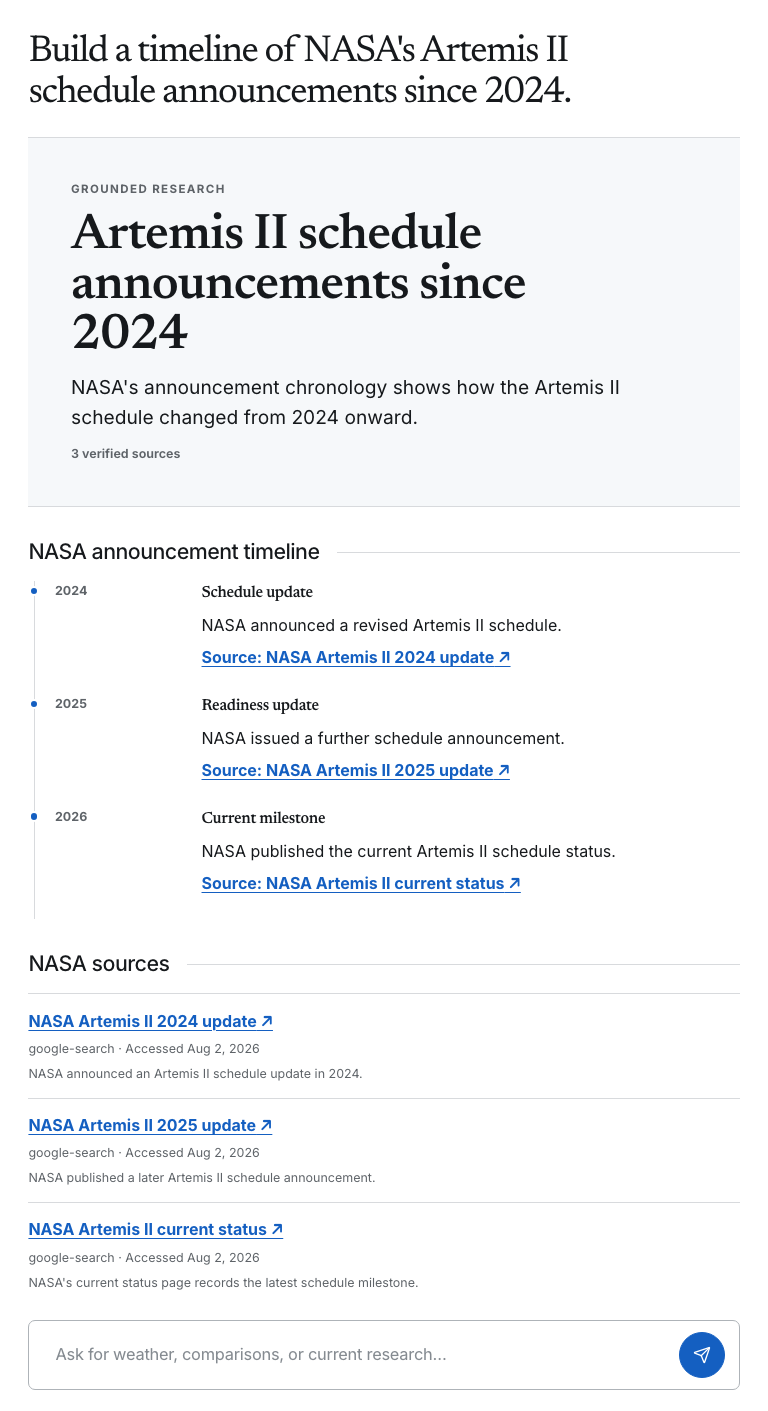 Build a timeline of NASA's Artemis II
schedule announcements since 2024.
GROUNDED RESEARCH
Artemis II schedule
announcements since
2024
NASA's announcement chronology shows how the Artemis II
schedule changed from 2024 onward.
3 verified sources
NASA announcement timeline
2024
Schedule update
NASA announced a revised Artemis II schedule.
Source: NASA Artemis II 2024 update ↗
2025
Readiness update
NASA issued a further schedule announcement.
Source: NASA Artemis II 2025 update ↗
2026
Current milestone
NASA published the current Artemis II schedule status.
Source: NASA Artemis II current status ↗
NASA sources
NASA Artemis II 2024 update ↗
google-search · Accessed Aug 2, 2026
NASA announced an Artemis II schedule update in 2024.
NASA Artemis II 2025 update ↗
google-search · Accessed Aug 2, 2026
NASA published a later Artemis II schedule announcement.
NASA Artemis II current status ↗
google-search · Accessed Aug 2, 2026
NASA's current status page records the latest schedule milestone.
Ask for weather, comparisons, or current research...